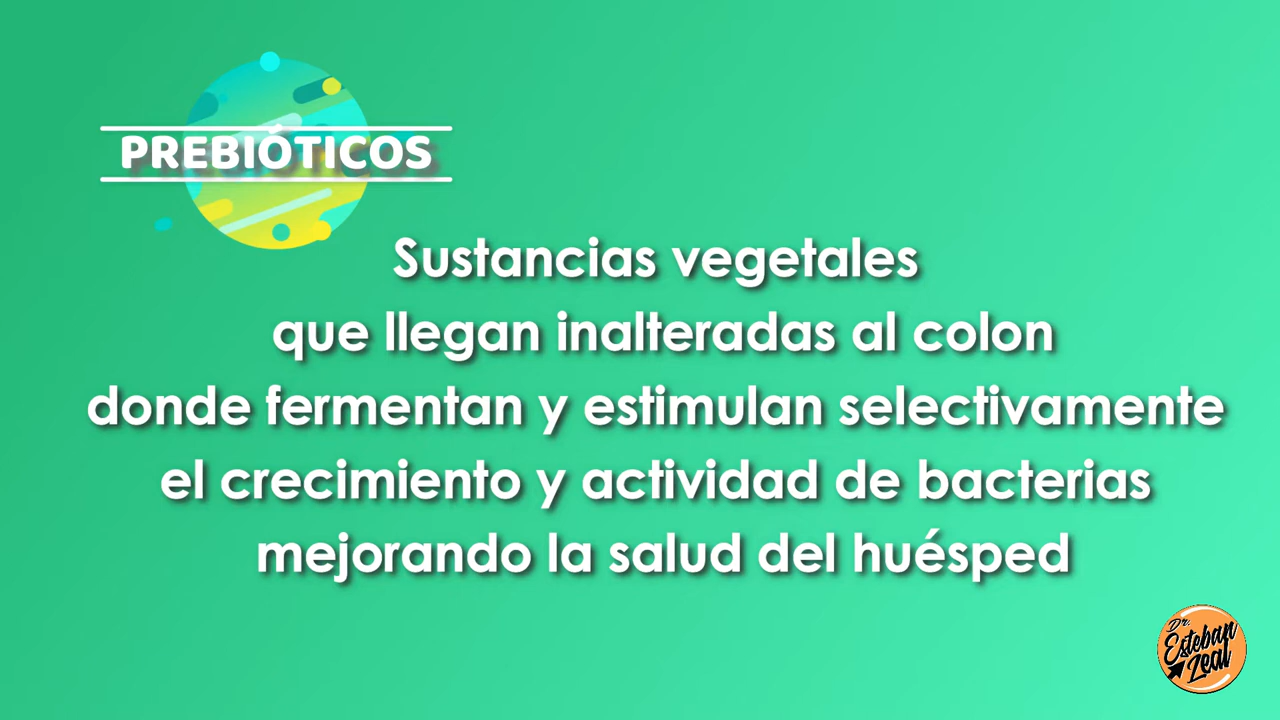 PREBIÓTICOS
Sustancias vegetales
que llegan inalteradas al colon
donde fermentan y estimulan selectivamente
el crecimiento y actividad de bacterias
mejorando la salud del huésped
Dr.
Esteban
Zeal